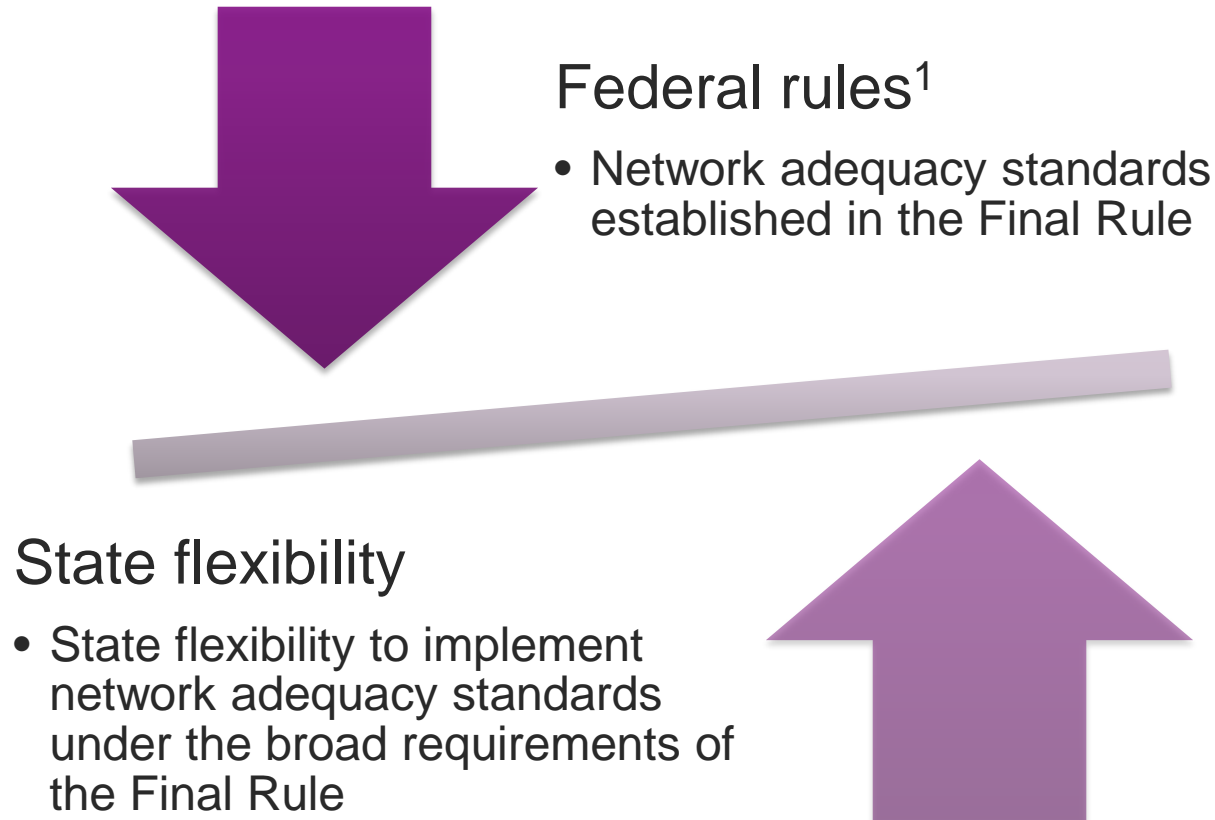 Federal rules¹
• Network adequacy standards
established in the Final Rule
State flexibility
• State flexibility to implement
network adequacy standards
under the broad requirements of
the Final Rule